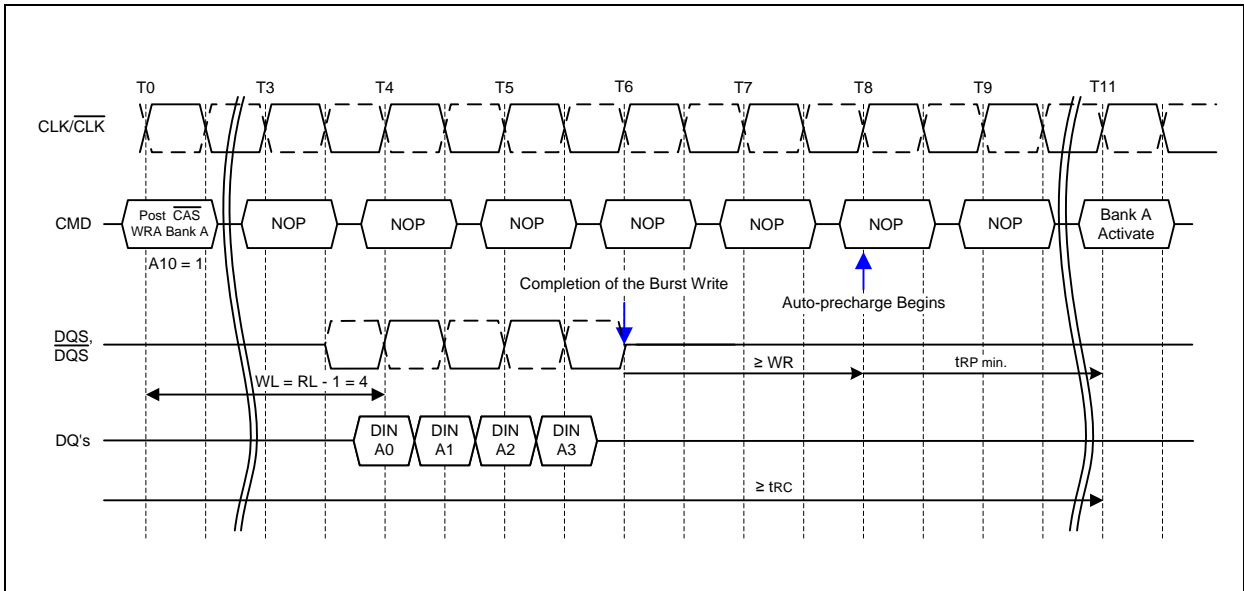 T0 T3 T4 T5 T6 T7 T8 T9 T11
CLK/CLK
CMD
Post CAS
WRA Bank A
NOP NOP NOP NOP NOP NOP NOP
Bank A
Activate
A10 = 1
Completion of the Burst Write
Auto-precharge Begins
DQS,
DQS
≥ WR
tRP min.
WL = RL - 1 = 4
DQ's
DIN
A0
DIN
A1
DIN
A2
DIN
A3
≥ tRC